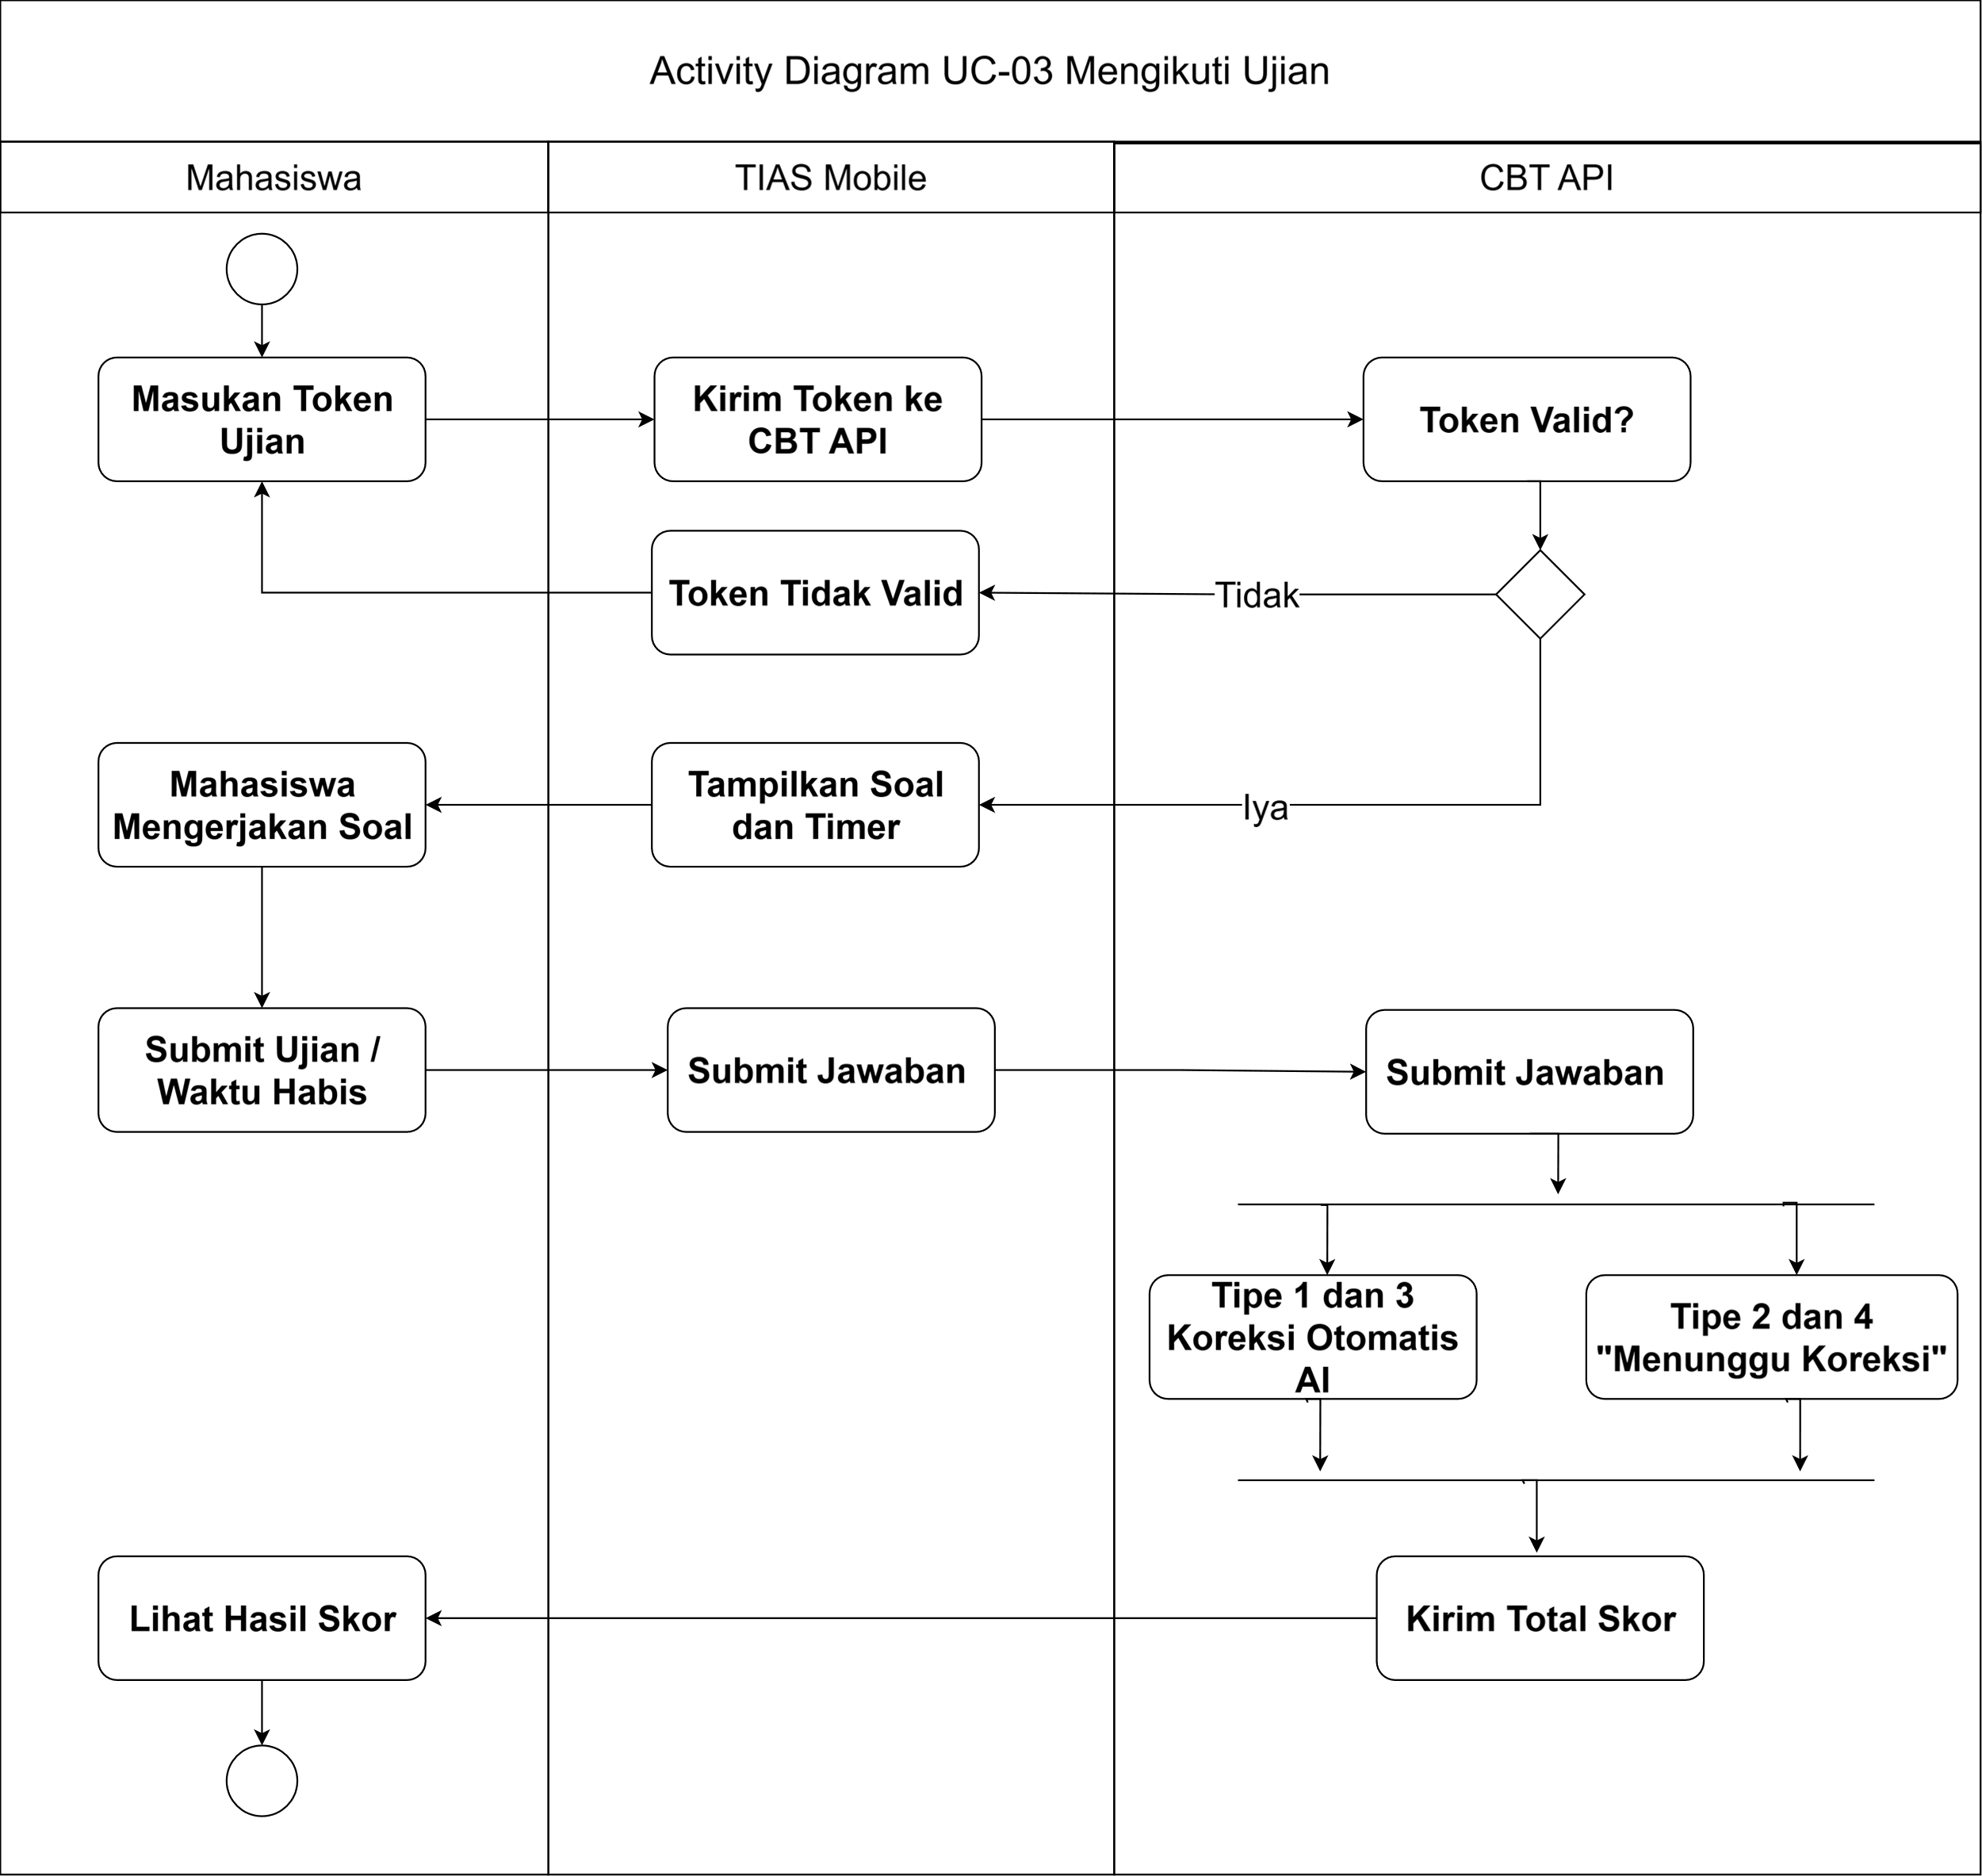 Activity Diagram UC-03 Mengikuti Ujian
Mahasiswa
TIAS Mobile
CBT API
Masukan Token
Ujian
Kirim Token ke
CBT API
Token Valid?
Token Tidak Valid
Tidak
Mahasiswa
Mengerjakan Soal
Tampilkan Soal
dan Timer
Iya
Submit Ujian /
Waktu Habis
Submit Jawaban
Submit Jawaban
Tipe 1 dan 3
Koreksi Otomatis
AI
Tipe 2 dan 4
"Menunggu Koreksi"
Lihat Hasil Skor
Kirim Total Skor